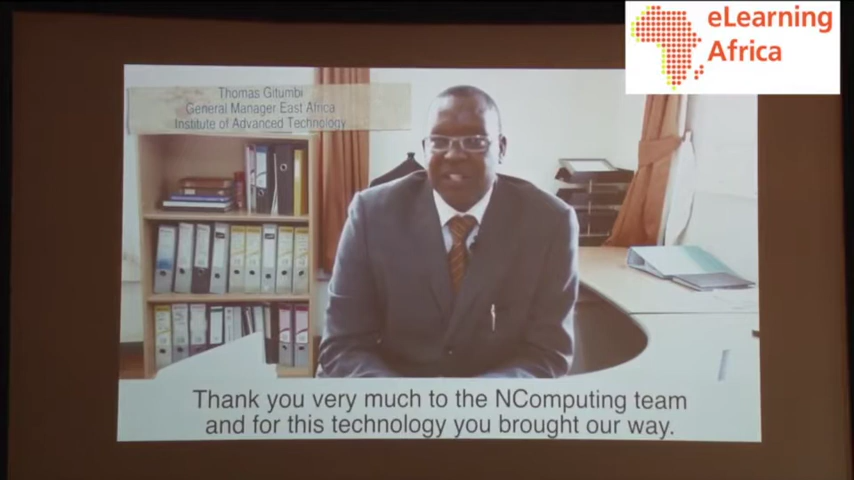 eLearning
Africa
Thomas Gitumbi
General Manager East Africa
Institute of Advanced Technology
Thank you very much to the NComputing team
and for this technology you brought our way.